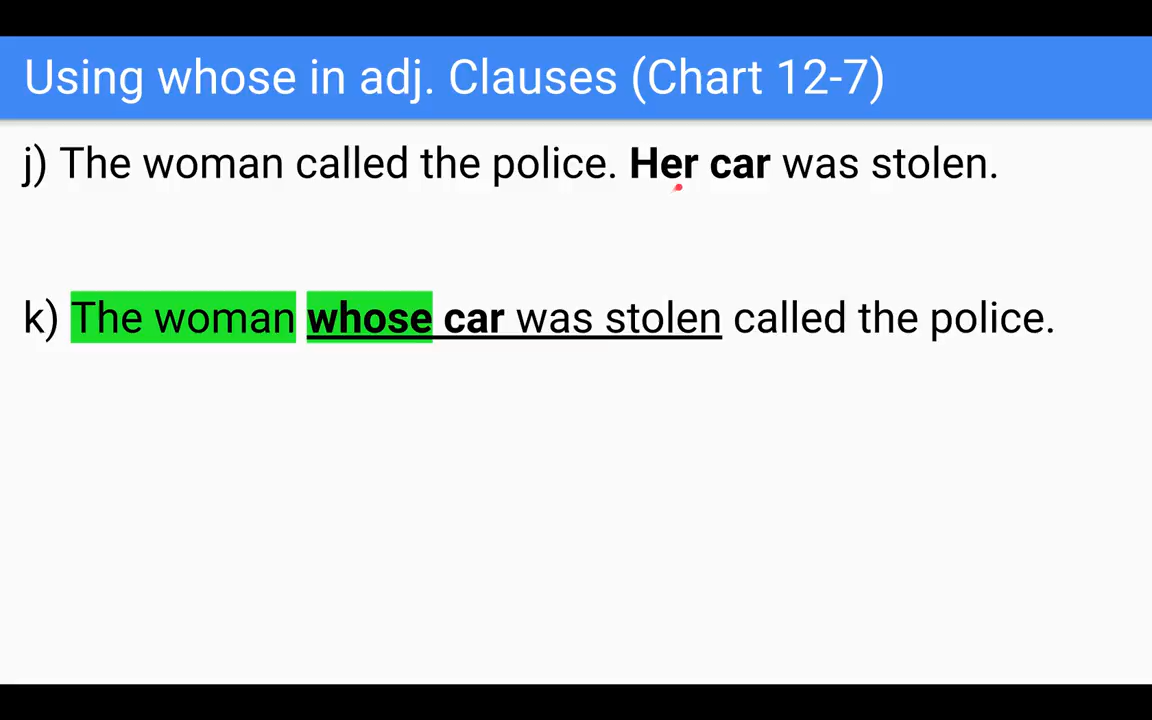 Using whose in adj. Clauses (Chart 12-7)
j) The woman called the police. Her car was stolen.
k) The woman whose car was stolen called the police.